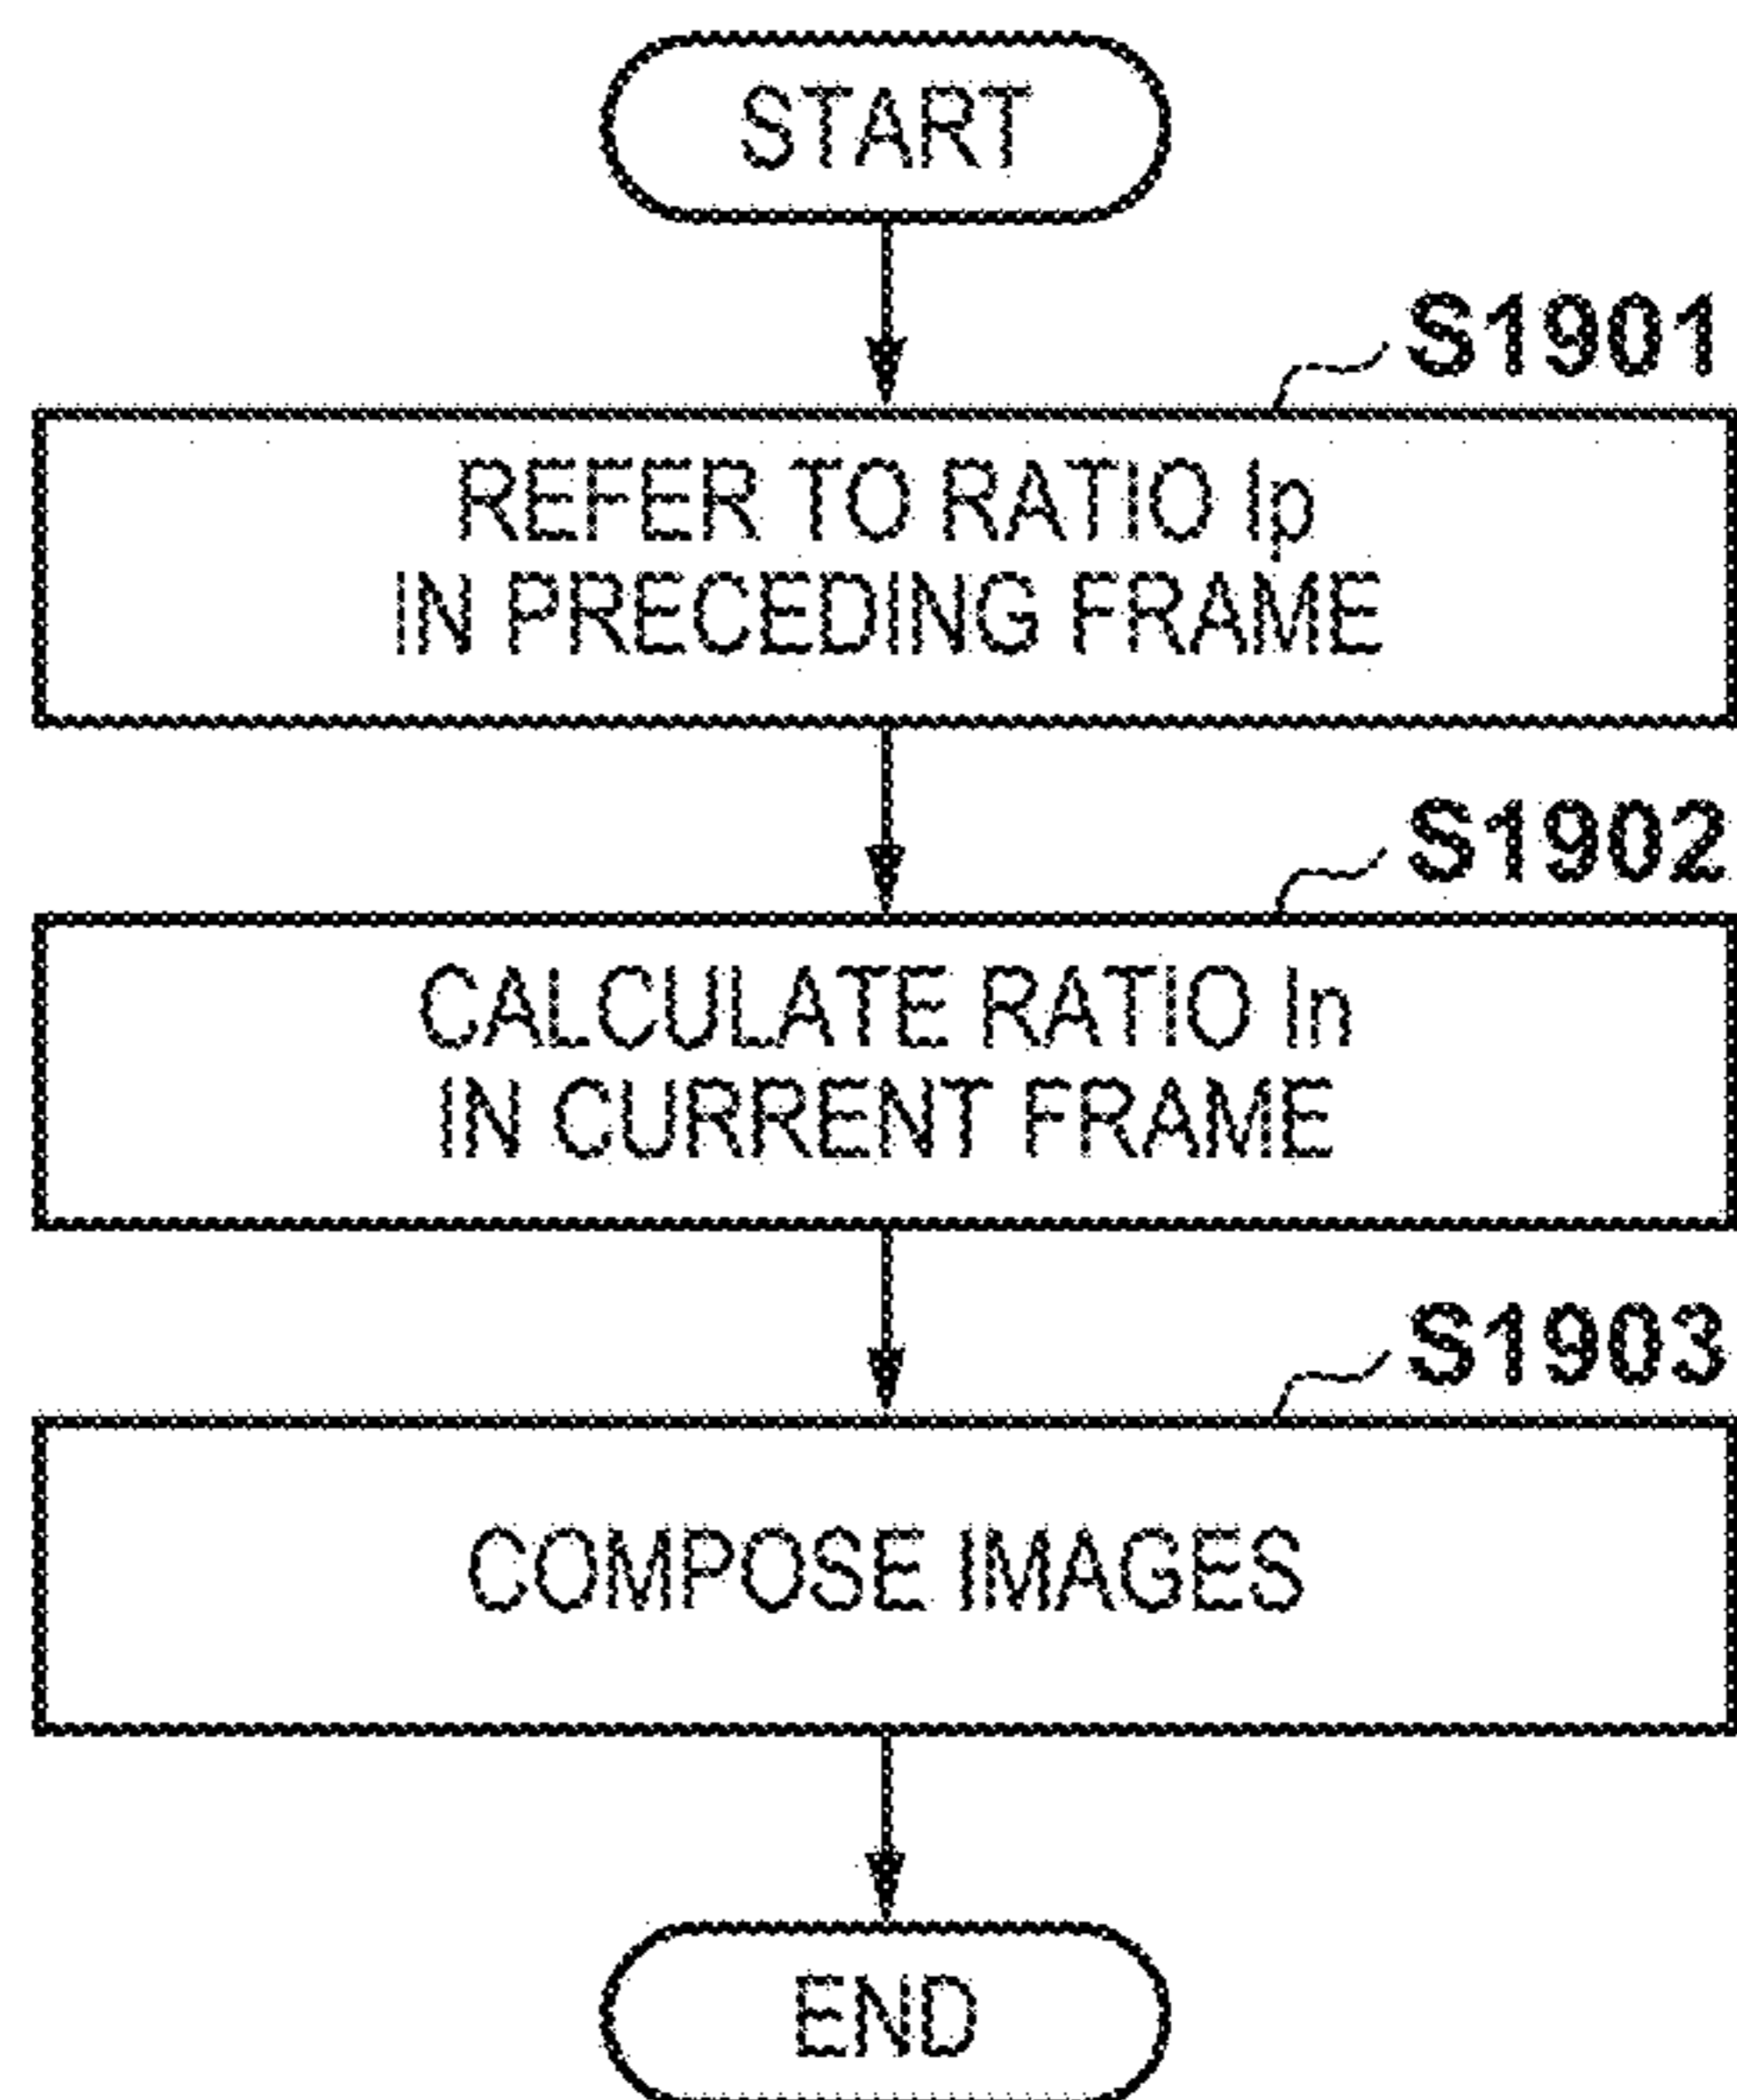 START
S1901
REFER TO RATIO Ip
IN PRECEDING FRAME
S1902
CALCULATE RATIO In
IN CURRENT FRAME
S1903
COMPOSE IMAGES
END